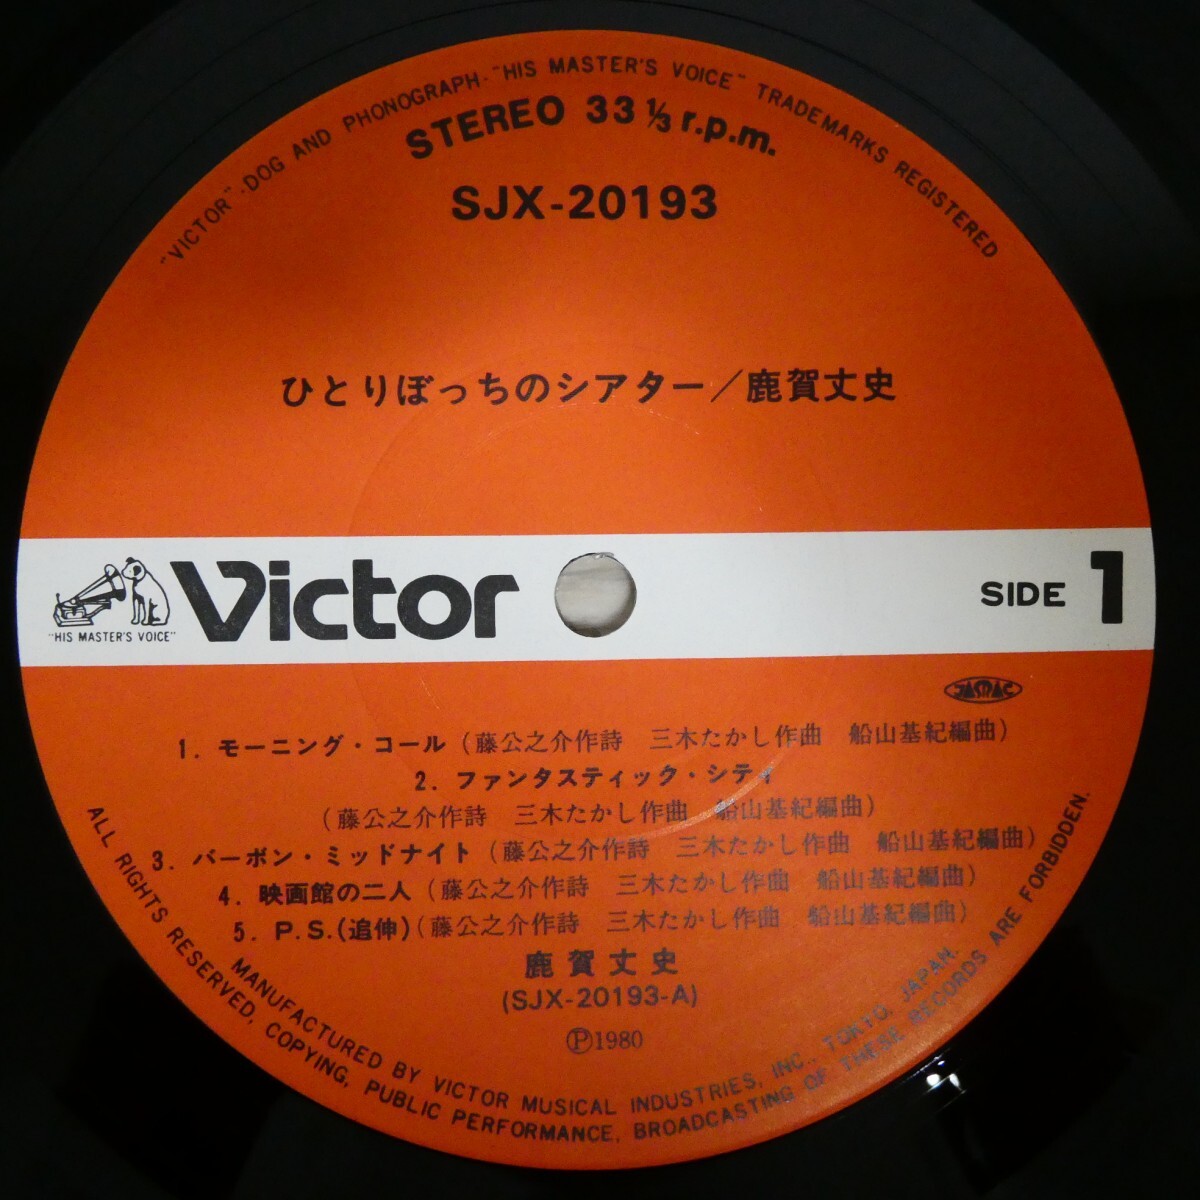 "VICTOR"·DOG AND PHONOGRAPH·"HIS MASTER'S VOICE" TRADEMARKS REGISTERED
STEREO 33 1/3 r.p.m.
SJX-20193
ひとりぼっちのシアター／鹿賀丈史
"HIS MASTER'S VOICE"
Victor
SIDE 1
JASRAC
1. モーニング・コール (藤公之介作詩 三木たかし作曲 船山基紀編曲)
2. ファンタスティック・シティ
(藤公之介作詩 三木たかし作曲 船山基紀編曲)
3. バーボン・ミッドナイト (藤公之介作詩 三木たかし作曲 船山基紀編曲)
4. 映画館の二人 (藤公之介作詩 三木たかし作曲 船山基紀編曲)
5. P.S.(追伸) (藤公之介作詩 三木たかし作曲 船山基紀編曲)
鹿賀丈史
(SJX-20193-A)
Ⓟ1980
MANUFACTURED BY VICTOR MUSICAL INDUSTRIES, INC., TOKYO, JAPAN.
ALL RIGHTS RESERVED, COPYING, PUBLIC PERFORMANCE, BROADCASTING OF THESE RECORDS ARE FORBIDDEN.